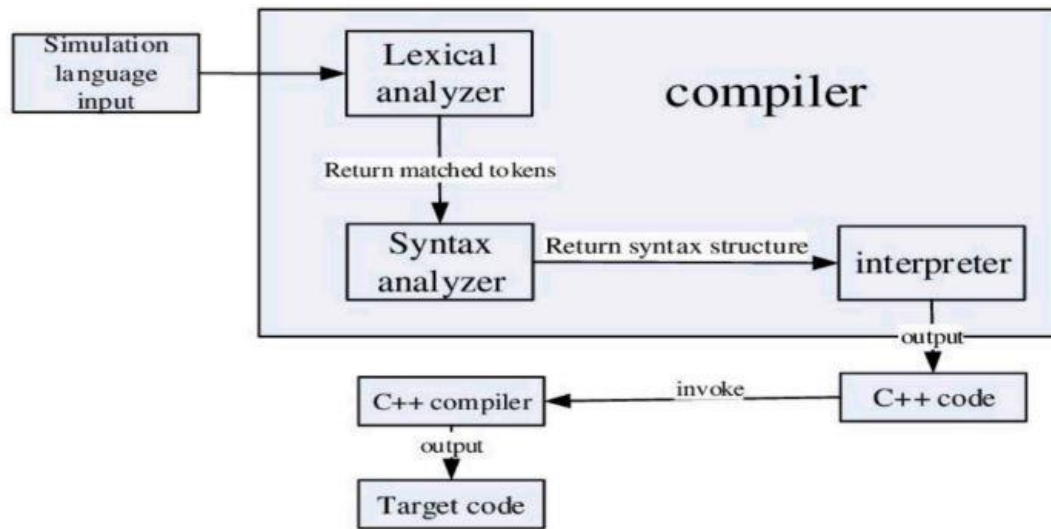 Simulation
language
input
Lexical
analyzer
compiler
Return matched tokens
Syntax
analyzer
Return syntax structure
interpreter
output
C++ code
invoke
C++ compiler
output
Target code